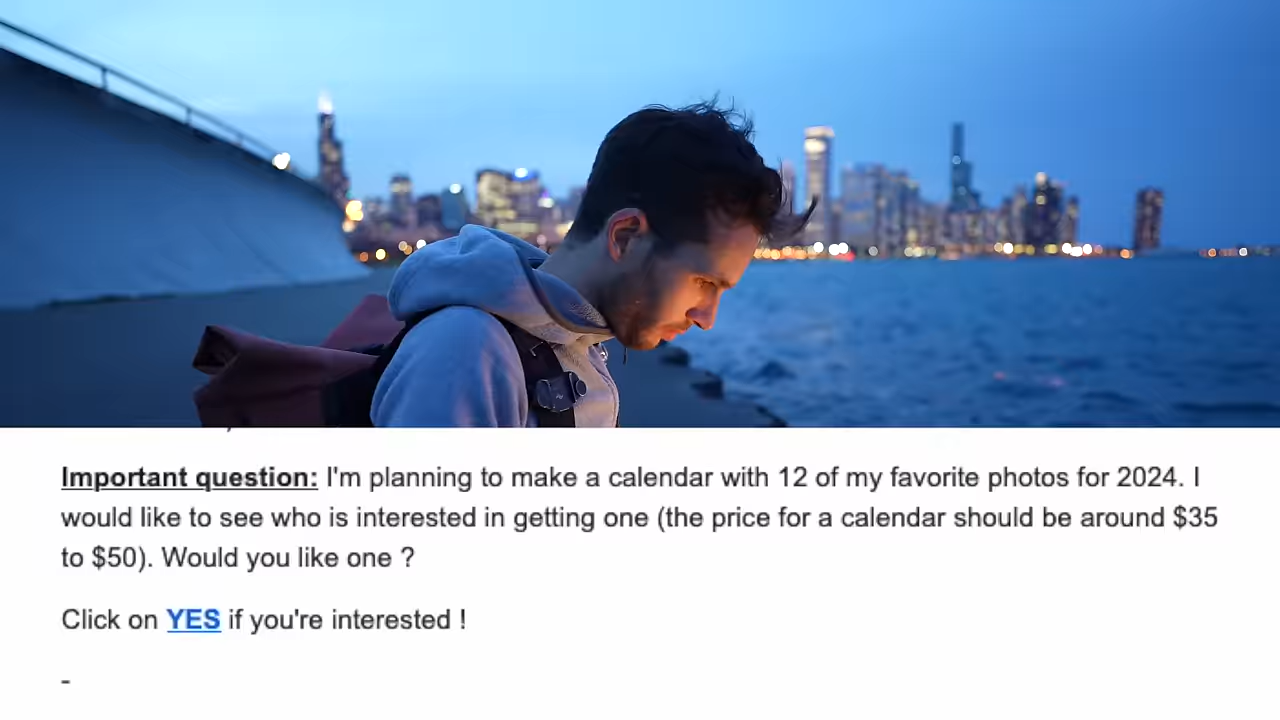 Important question: I'm planning to make a calendar with 12 of my favorite photos for 2024. I
would like to see who is interested in getting one (the price for a calendar should be around $35
to $50). Would you like one ?
Click on YES if you're interested !
-